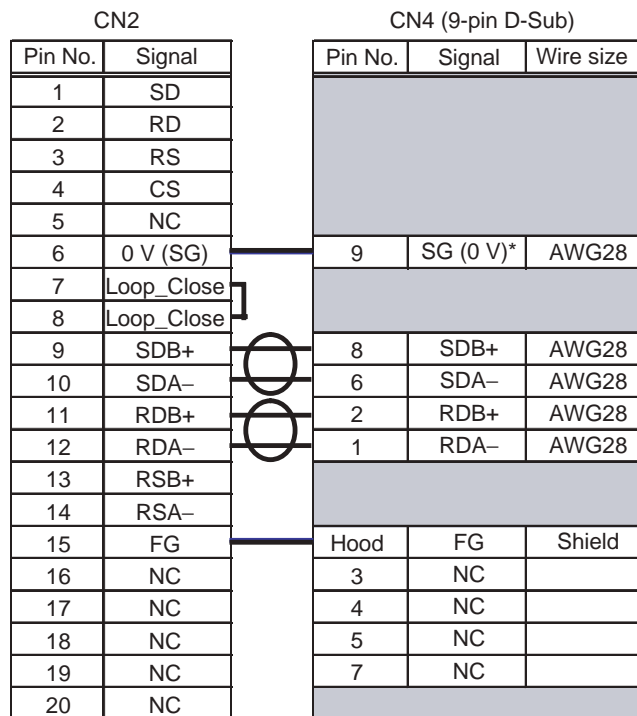 CN2 CN4 (9-pin D-Sub)
Pin No. Signal Pin No. Signal Wire size
1 SD
2 RD
3 RS
4 CS
5 NC
6 0 V (SG) 9 SG (0 V)* AWG28
7 Loop_Close
8 Loop_Close
9 SDB+ 8 SDB+ AWG28
10 SDA− 6 SDA− AWG28
11 RDB+ 2 RDB+ AWG28
12 RDA− 1 RDA− AWG28
13 RSB+
14 RSA−
15 FG Hood FG Shield
16 NC 3 NC
17 NC 4 NC
18 NC 5 NC
19 NC 7 NC
20 NC